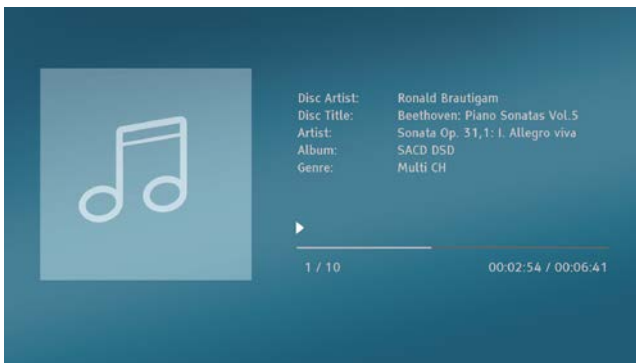 Disc Artist: Ronald Brautigam
Disc Title: Beethoven: Piano Sonatas Vol.5
Artist: Sonata Op. 31,1: I. Allegro viva
Album: SACD DSD
Genre: Multi CH
1 / 10 00:02:54 / 00:06:41